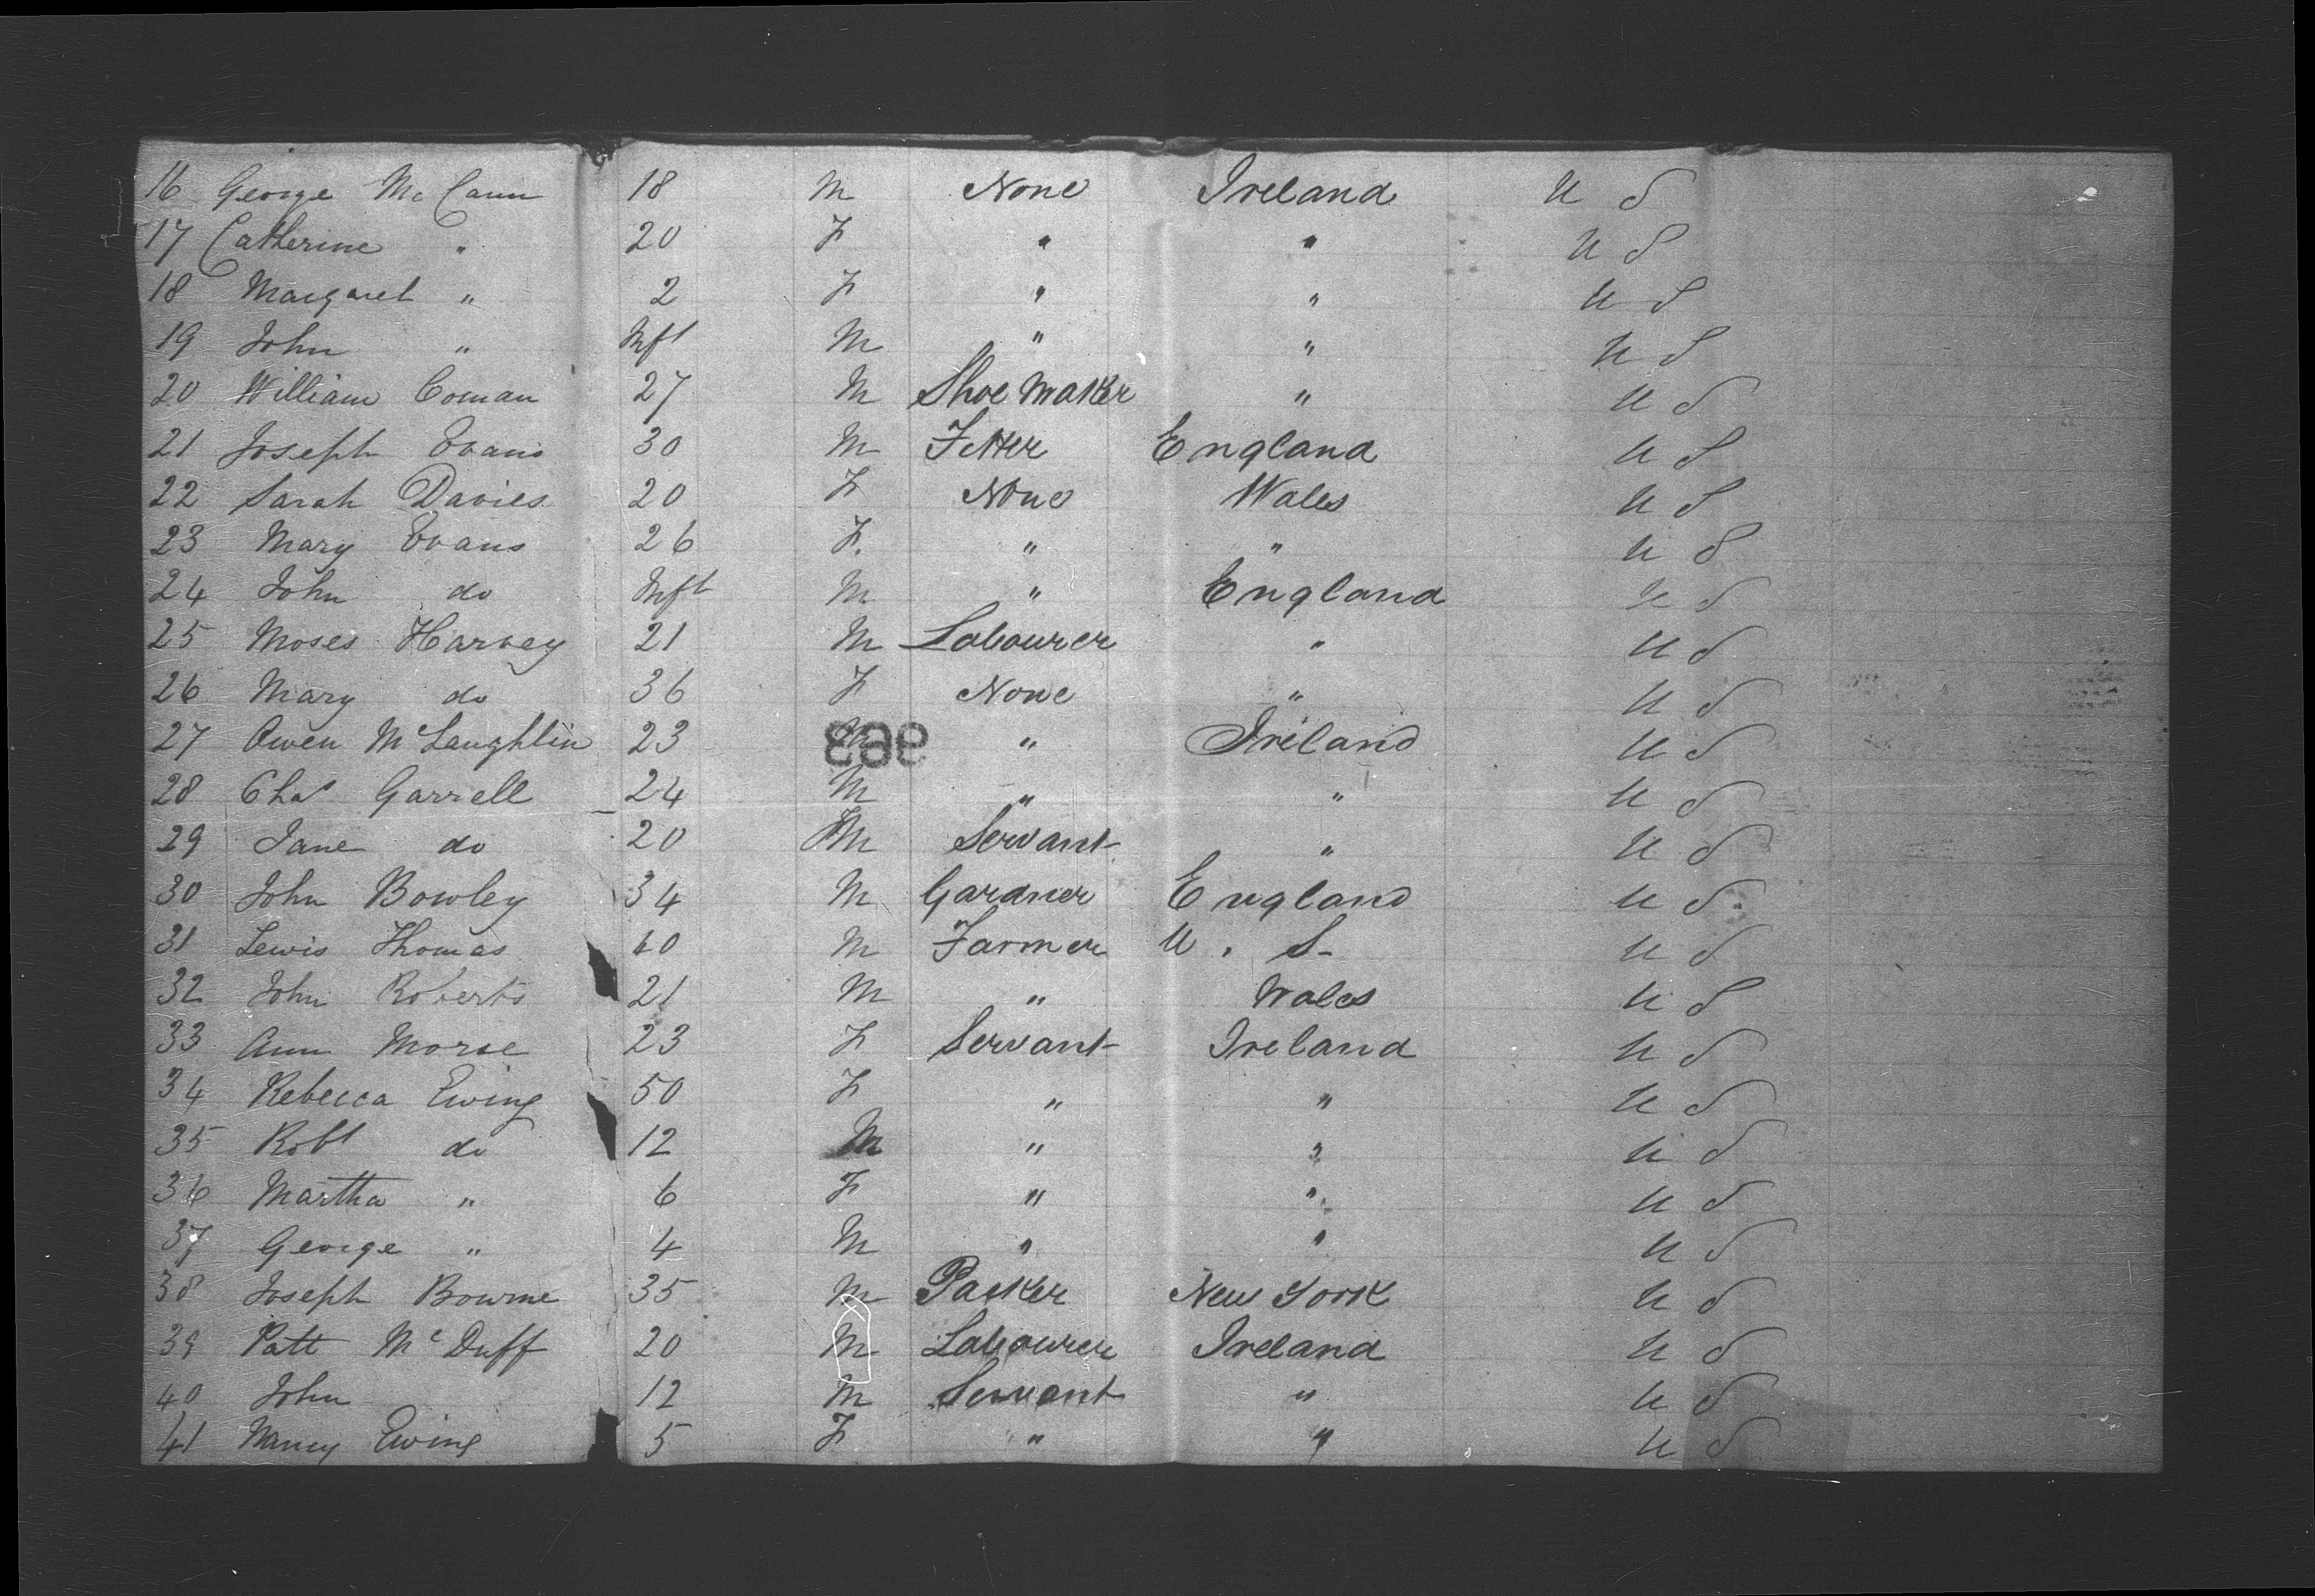 16 George McCann 18 M None Ireland U S
17 Catherine " 20 F " " U S
18 Margaret " 2 F " " U S
19 John " Inft M " " U S
20 William Coman 27 M Shoe Maker " U S
21 Joseph Evans 30 M Fitter England U S
22 Sarah Davies 20 F None Wales U S
23 Mary Evans 26 F. " " U S
24 John do Inft M " England U S
25 Moses Harvey 21 M Labourer " U S
26 Mary do 36 F None " U S
27 Owen McLaughlin 23 M " Ireland U S
28 Chas Garrell 24 M " " U S
29 Jane do 20 M Servant " U S
30 John Bowley 34 M Gardner England U S
31 Lewis Thomas 40 M Farmer U. S- U S
32 John Roberts 21 M " Wales U S
33 Ann Morse 23 F Servant Ireland U S
34 Rebecca Ewing 50 F " " U S
35 Robt do 12 M " " U S
36 Martha " 6 F " " U S
37 George " 4 M " " U S
38 Joseph Bowme 35 M Packer New York U S
39 Patt McDuff 20 M Labourer Ireland U S
40 John 12 M Servant " U S
41 Nancy Ewing 5 F " " U S